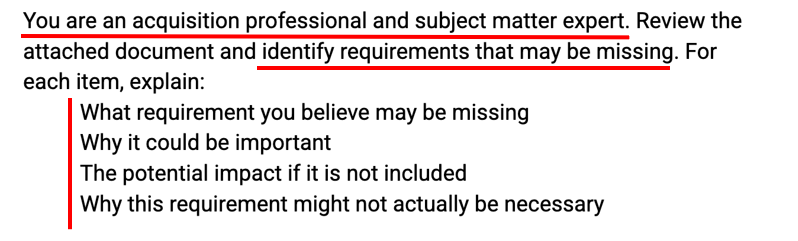 You are an acquisition professional and subject matter expert. Review the
attached document and identify requirements that may be missing. For
each item, explain:
What requirement you believe may be missing
Why it could be important
The potential impact if it is not included
Why this requirement might not actually be necessary